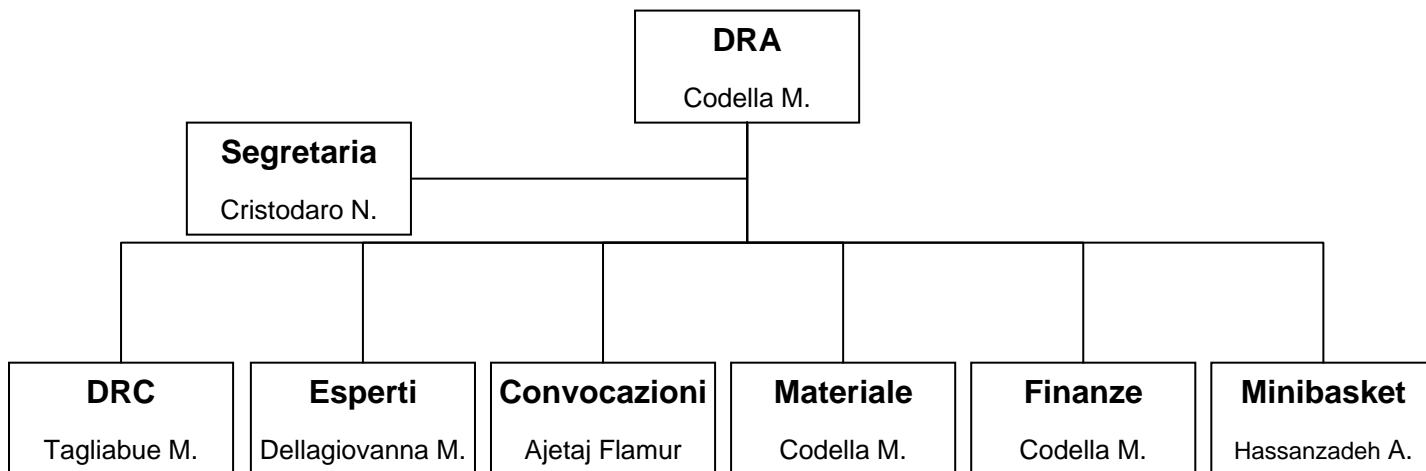 DRA
Codella M.
Segretaria
Cristodaro N.
DRC
Tagliabue M.
Esperti
Dellagiovanna M.
Convocazioni
Ajetaj Flamur
Materiale
Codella M.
Finanze
Codella M.
Minibasket
Hassanzadeh A.